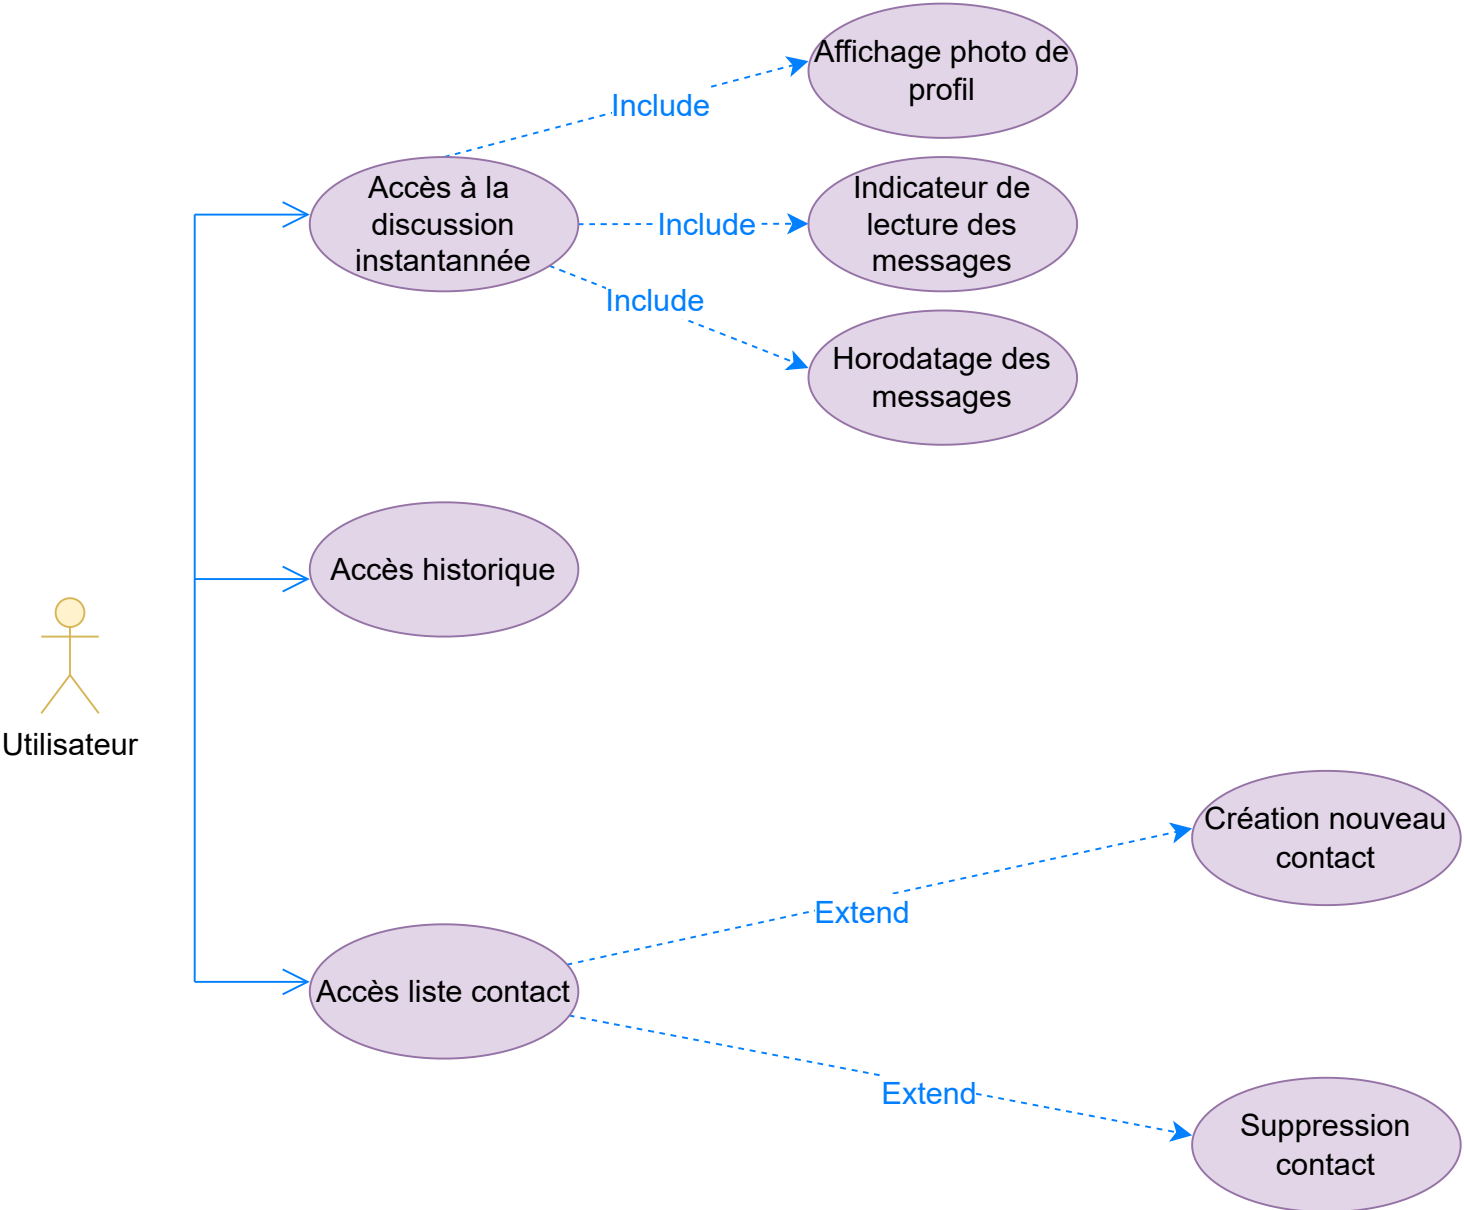 Affichage photo de
profil
Include
Accès à la
discussion
instantannée
Include
Indicateur de
lecture des
messages
Include
Horodatage des
messages
Accès historique
Utilisateur
Création nouveau
contact
Extend
Accès liste contact
Extend
Suppression
contact